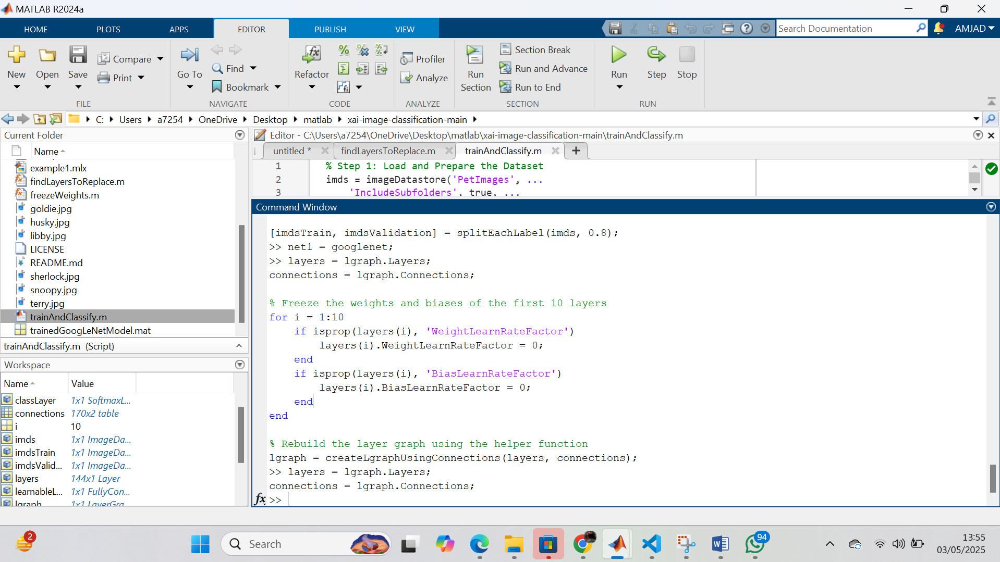 MATLAB R2024a
HOME PLOTS APPS EDITOR PUBLISH VIEW Search Documentation AMJAD
New Open Save Compare Print
FILE
Go To Find Bookmark
NAVIGATE
Refactor
CODE
Profiler Analyze
ANALYZE
Run Section Section Break Run and Advance Run to End
SECTION
Run Step Stop
RUN
C: Users a7254 OneDrive Desktop matlab xai-image-classification-main
Current Folder
Name
example1.mlx
findLayersToReplace.m
freezeWeights.m
goldie.jpg
husky.jpg
libby.jpg
LICENSE
README.md
sherlock.jpg
snoopy.jpg
terry.jpg
trainAndClassify.m
trainedGoogLeNetModel.mat
trainAndClassify.m (Script)
Workspace
Name Value
classLayer 1x1 SoftmaxL...
connections 170x2 table
i 10
imds 1x1 ImageDa...
imdsTrain 1x1 ImageDa...
imdsValid... 1x1 ImageDa...
layers 144x1 Layer
learnableL... 1x1 FullyCon...
lgraph 1x1 LayerGra...
Editor - C:\Users\a7254\OneDrive\Desktop\matlab\xai-image-classification-main\trainAndClassify.m
untitled * findLayersToReplace.m trainAndClassify.m
1 % Step 1: Load and Prepare the Dataset
2 imds = imageDatastore('PetImages', ...
3 'IncludeSubfolders', true, ...
Command Window
[imdsTrain, imdsValidation] = splitEachLabel(imds, 0.8);
>> net1 = googlenet;
>> layers = lgraph.Layers;
connections = lgraph.Connections;
% Freeze the weights and biases of the first 10 layers
for i = 1:10
if isprop(layers(i), 'WeightLearnRateFactor')
layers(i).WeightLearnRateFactor = 0;
end
if isprop(layers(i), 'BiasLearnRateFactor')
layers(i).BiasLearnRateFactor = 0;
end
end
% Rebuild the layer graph using the helper function
lgraph = createLgraphUsingConnections(layers, connections);
>> layers = lgraph.Layers;
connections = lgraph.Connections;
fx >>
2 Search 94
13:55
03/05/2025